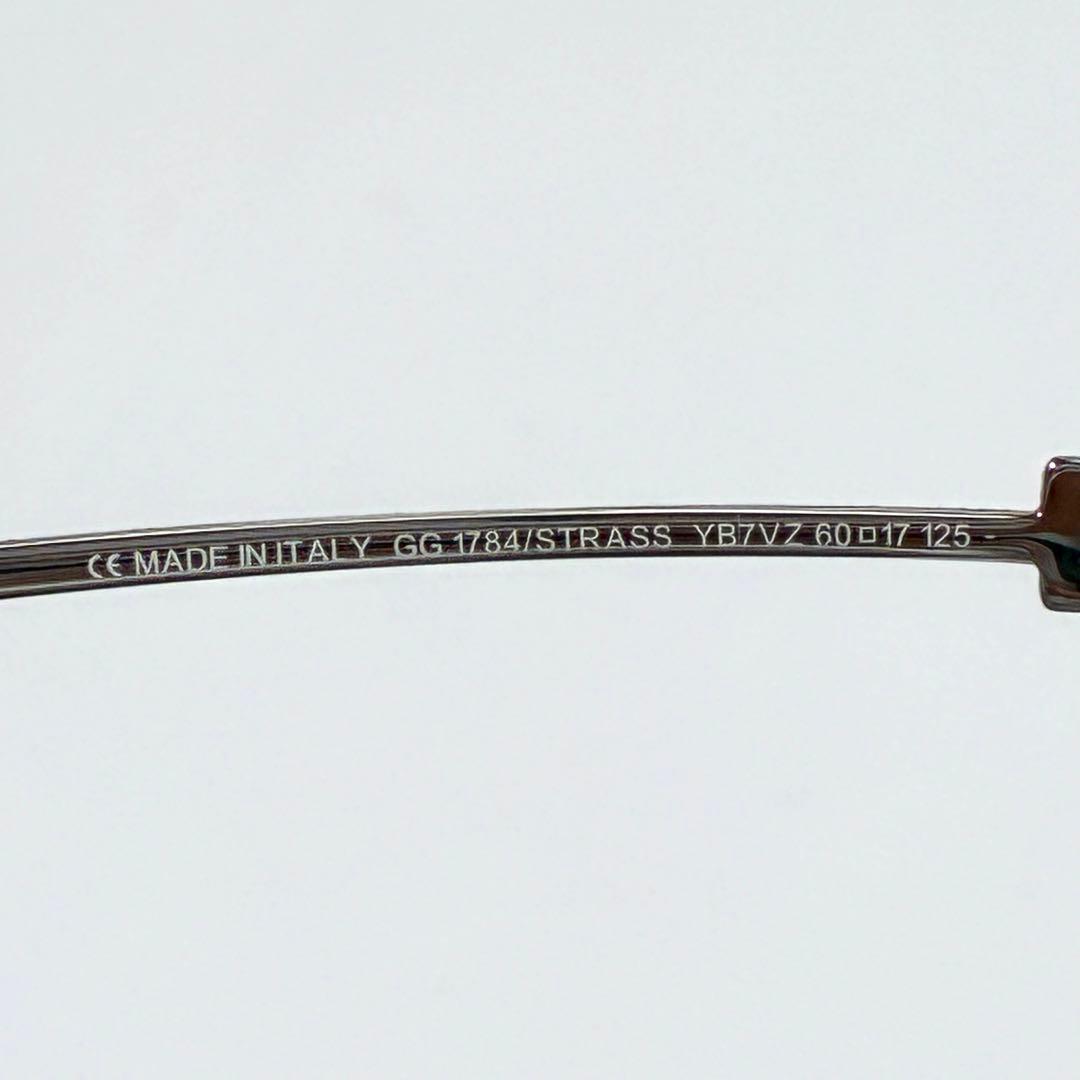 CE MADE IN ITALY GG 1784/STRASS YB7VZ 60□17 125